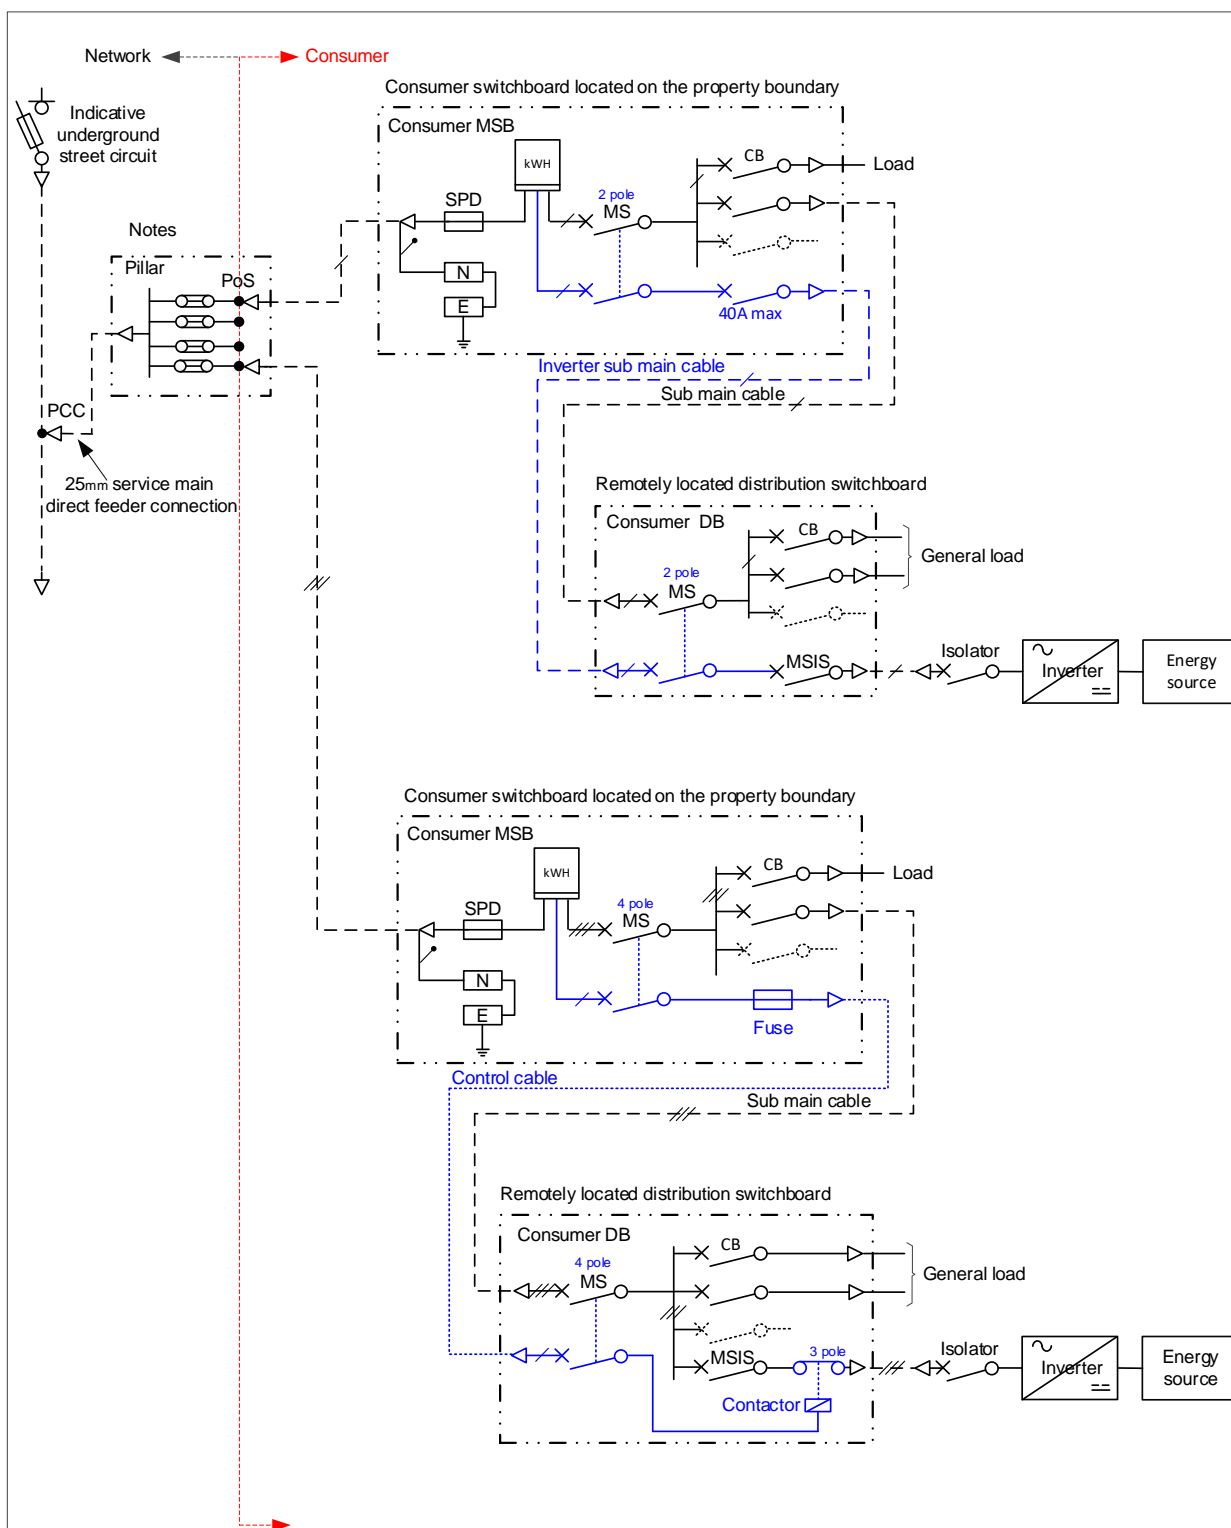 Network
Consumer
Indicative
underground
street circuit
Consumer switchboard located on the property boundary
Consumer MSB
kWH
SPD
2 pole
MS
CB
Load
N
E
40A max
Notes
Pillar
PoS
Inverter sub main cable
Sub main cable
PCC
25mm service main
direct feeder connection
Remotely located distribution switchboard
Consumer DB
CB
General load
2 pole
MS
MSIS
Isolator
Inverter
Energy
source
Consumer switchboard located on the property boundary
Consumer MSB
kWH
SPD
4 pole
MS
CB
Load
N
E
Fuse
Control cable
Sub main cable
Remotely located distribution switchboard
Consumer DB
4 pole
MS
CB
General load
MSIS
3 pole
Contactor
Isolator
Inverter
Energy
source